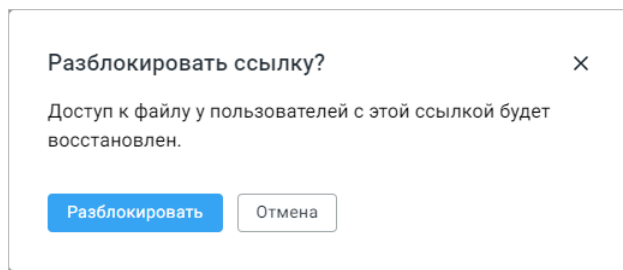 Разблокировать ссылку?
Доступ к файлу у пользователей с этой ссылкой будет
восстановлен.
Разблокировать Отмена